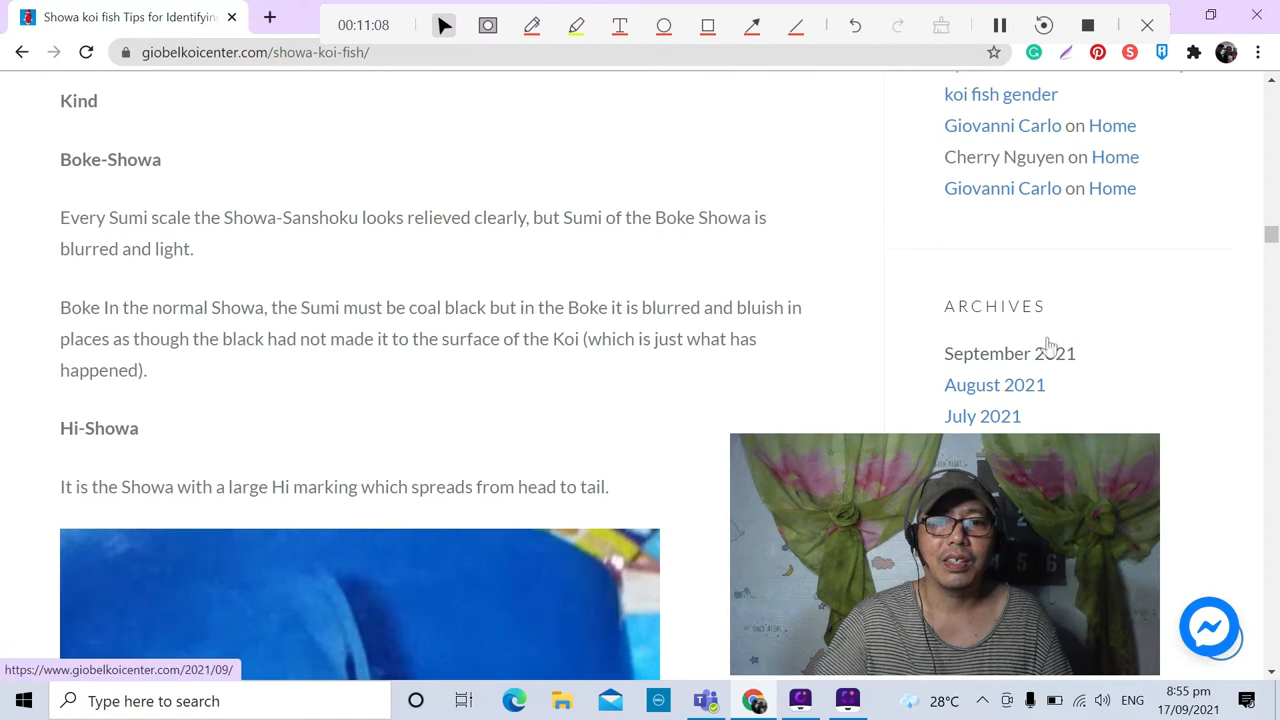 Showa koi fish Tips for Identifyin
00:11:08
giobelkoicenter.com/showa-koi-fish/
Kind
Boke-Showa
Every Sumi scale the Showa-Sanshoku looks relieved clearly, but Sumi of the Boke Showa is
blurred and light.
Boke In the normal Showa, the Sumi must be coal black but in the Boke it is blurred and bluish in
places as though the black had not made it to the surface of the Koi (which is just what has
happened).
Hi-Showa
It is the Showa with a large Hi marking which spreads from head to tail.
koi fish gender
Giovanni Carlo on Home
Cherry Nguyen on Home
Giovanni Carlo on Home
ARCHIVES
September 2021
August 2021
July 2021
https://www.giobelkoicenter.com/2021/09/
Type here to search
28°C
ENG
8:55 pm
17/09/2021